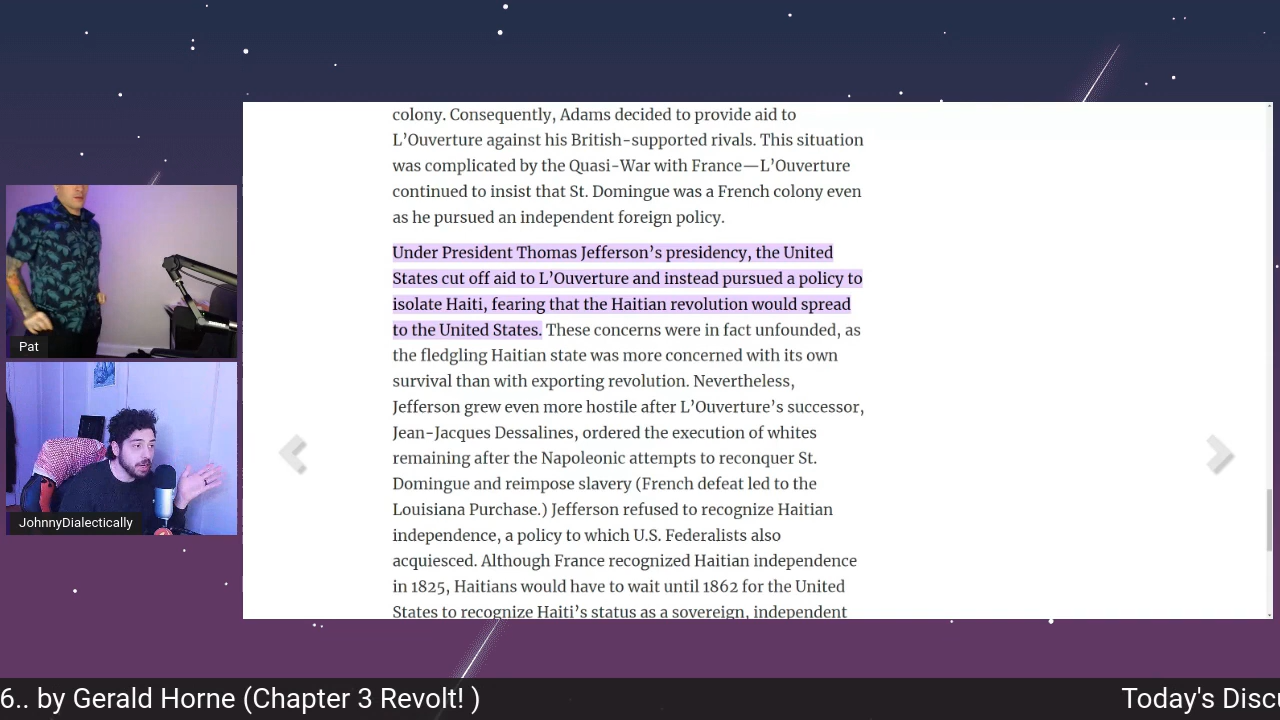 colony. Consequently, Adams decided to provide aid to
L’Ouverture against his British-supported rivals. This situation
was complicated by the Quasi-War with France—L’Ouverture
continued to insist that St. Domingue was a French colony even
as he pursued an independent foreign policy.
Under President Thomas Jefferson’s presidency, the United
States cut off aid to L’Ouverture and instead pursued a policy to
isolate Haiti, fearing that the Haitian revolution would spread
to the United States. These concerns were in fact unfounded, as
the fledgling Haitian state was more concerned with its own
survival than with exporting revolution. Nevertheless,
Jefferson grew even more hostile after L’Ouverture’s successor,
Jean-Jacques Dessalines, ordered the execution of whites
remaining after the Napoleonic attempts to reconquer St.
Domingue and reimpose slavery (French defeat led to the
Louisiana Purchase.) Jefferson refused to recognize Haitian
independence, a policy to which U.S. Federalists also
acquiesced. Although France recognized Haitian independence
in 1825, Haitians would have to wait until 1862 for the United
States to recognize Haiti’s status as a sovereign, independent
Pat
JohnnyDialectically
6.. by Gerald Horne (Chapter 3 Revolt! )
Today's Discu